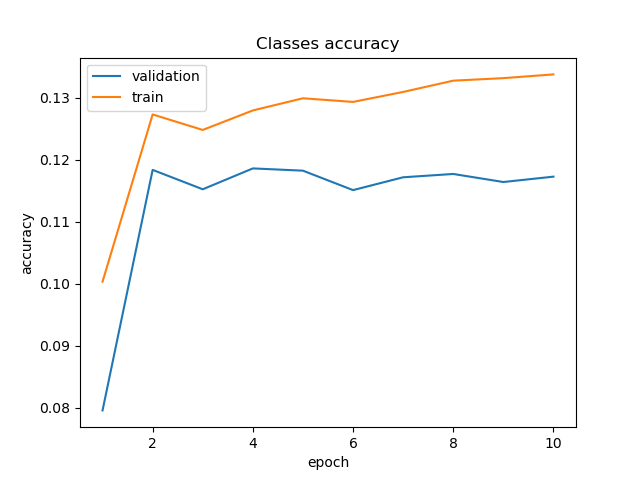 Classes accuracy
validation
train
accuracy
0.13
0.12
0.11
0.10
0.09
0.08
2 4 6 8 10
epoch